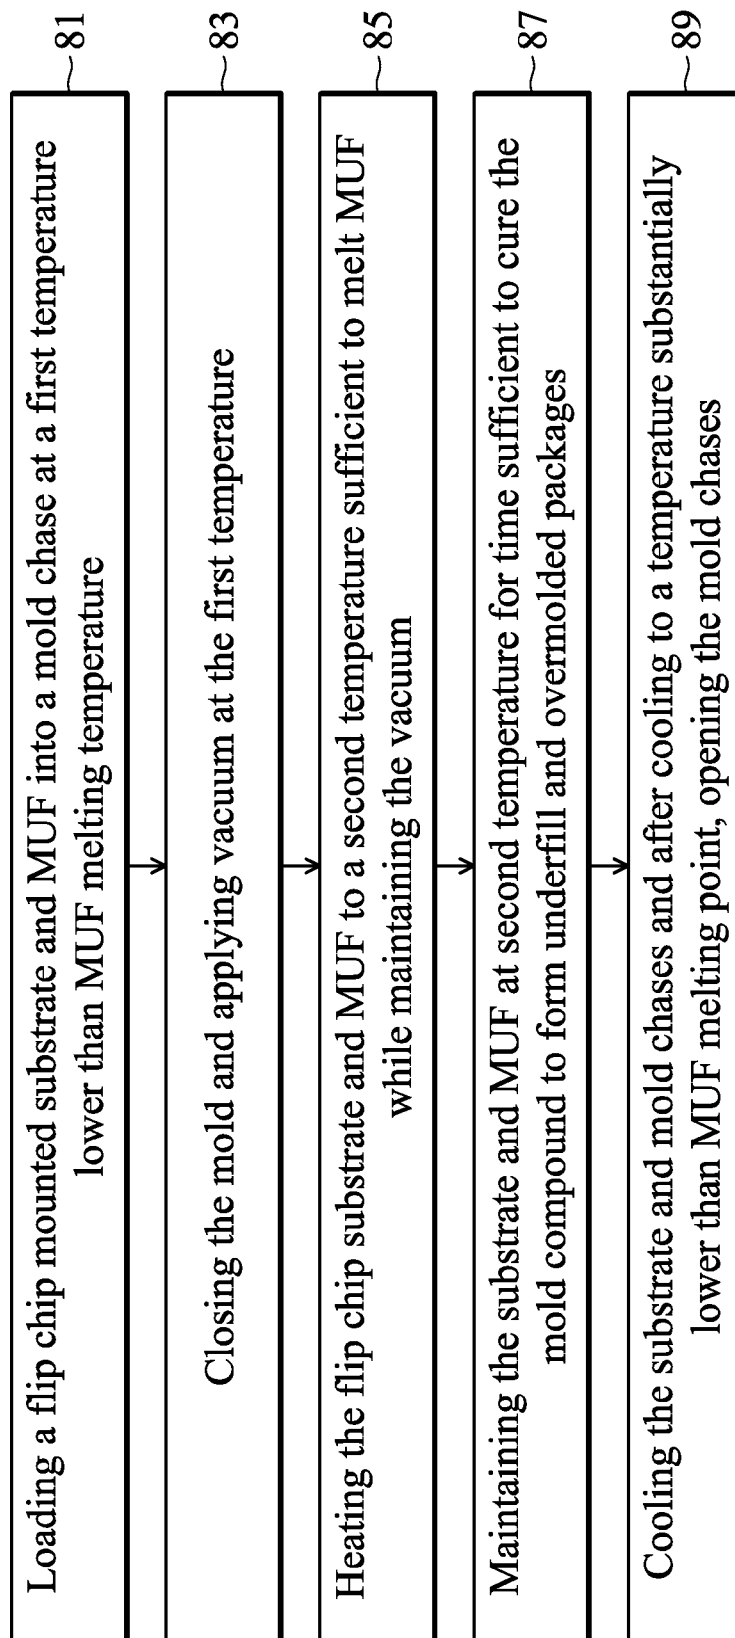 Loading a flip chip mounted substrate and MUF into a mold chase at a first temperature
lower than MUF melting temperature
81
Closing the mold and applying vacuum at the first temperature
83
Heating the flip chip substrate and MUF to a second temperature sufficient to melt MUF
while maintaining the vacuum
85
Maintaining the substrate and MUF at second temperature for time sufficient to cure the
mold compound to form underfill and overmolded packages
87
Cooling the substrate and mold chases and after cooling to a temperature substantially
lower than MUF melting point, opening the mold chases
89